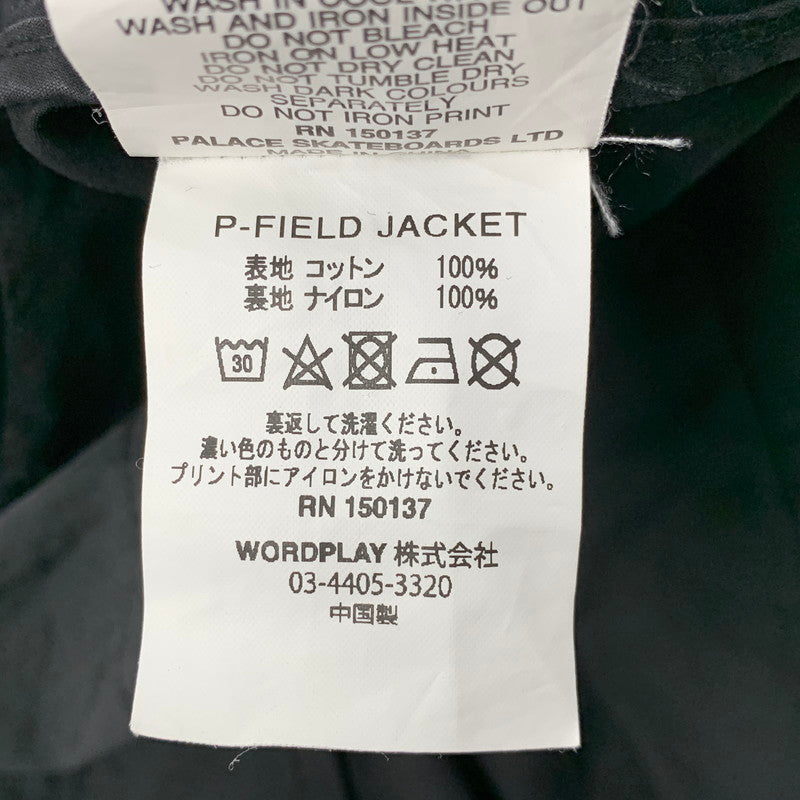 WASH AND IRON INSIDE OUT
DO NOT BLEACH
IRON ON LOW HEAT
DO NOT DRY CLEAN
DO NOT TUMBLE DRY
WASH DARK COLOURS
SEPARATELY
DO NOT IRON PRINT
RN 150137
PALACE SKATEBOARDS LTD
MADE IN CHINA
P-FIELD JACKET
表地 コットン 100%
裏地 ナイロン 100%
30
裏返して洗濯ください。
濃い色のものと分けて洗ってください。
プリント部にアイロンをかけないでください。
RN 150137
WORDPLAY 株式会社
03-4405-3320
中国製